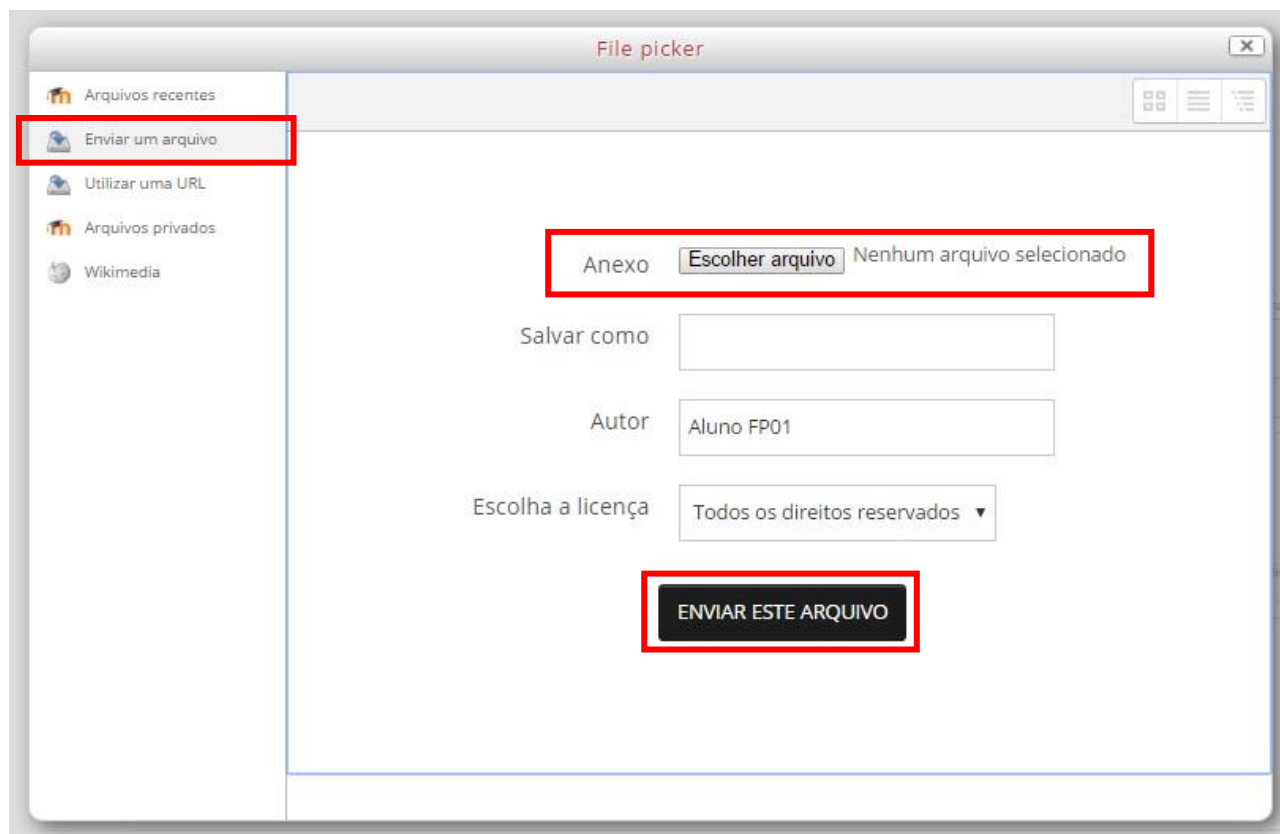 File picker
Arquivos recentes
Enviar um arquivo
Utilizar uma URL
Arquivos privados
Wikimedia
Anexo Escolher arquivo Nenhum arquivo selecionado
Salvar como
Autor Aluno FP01
Escolha a licença Todos os direitos reservados
ENVIAR ESTE ARQUIVO